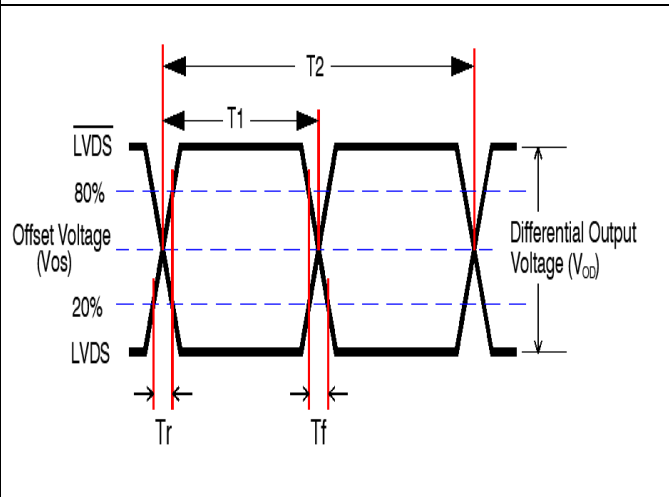 T2
T1
LVDS
80%
Offset Voltage
(Vos)
Differential Output
Voltage (VOD)
20%
LVDS
Tr
Tf